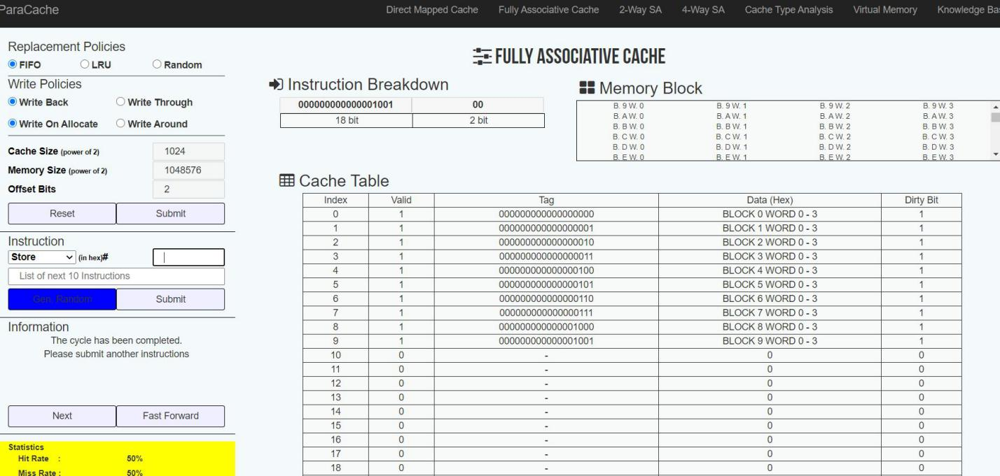 ParaCache Direct Mapped Cache Fully Associative Cache 2-Way SA 4-Way SA Cache Type Analysis Virtual Memory Knowledge Bas
Replacement Policies
FIFO LRU Random
Write Policies
Write Back Write Through
Write On Allocate Write Around
Cache Size (power of 2) 1024
Memory Size (power of 2) 1048576
Offset Bits 2
Reset Submit
Instruction
Store (in hex)#
List of next 10 Instructions
Gen. Random Submit
Information
The cycle has been completed.
Please submit another instructions
Next Fast Forward
Statistics
Hit Rate : 50%
Miss Rate : 50%
FULLY ASSOCIATIVE CACHE
Instruction Breakdown
000000000000001001 00
18 bit 2 bit
Memory Block
B. 9 W. 0 B. 9 W. 1 B. 9 W. 2 B. 9 W. 3
B. A W. 0 B. A W. 1 B. A W. 2 B. A W. 3
B. B W. 0 B. B W. 1 B. B W. 2 B. B W. 3
B. C W. 0 B. C W. 1 B. C W. 2 B. C W. 3
B. D W. 0 B. D W. 1 B. D W. 2 B. D W. 3
B. E W. 0 B. E W. 1 B. E W. 2 B. E W. 3
Cache Table
Index Valid Tag Data (Hex) Dirty Bit
0 1 000000000000000000 BLOCK 0 WORD 0 - 3 1
1 1 000000000000000001 BLOCK 1 WORD 0 - 3 1
2 1 000000000000000010 BLOCK 2 WORD 0 - 3 1
3 1 000000000000000011 BLOCK 3 WORD 0 - 3 1
4 1 000000000000000100 BLOCK 4 WORD 0 - 3 1
5 1 000000000000000101 BLOCK 5 WORD 0 - 3 1
6 1 000000000000000110 BLOCK 6 WORD 0 - 3 1
7 1 000000000000000111 BLOCK 7 WORD 0 - 3 1
8 1 000000000000001000 BLOCK 8 WORD 0 - 3 1
9 1 000000000000001001 BLOCK 9 WORD 0 - 3 1
10 0 - 0 0
11 0 - 0 0
12 0 - 0 0
13 0 - 0 0
14 0 - 0 0
15 0 - 0 0
16 0 - 0 0
17 0 - 0 0
18 0 - 0 0